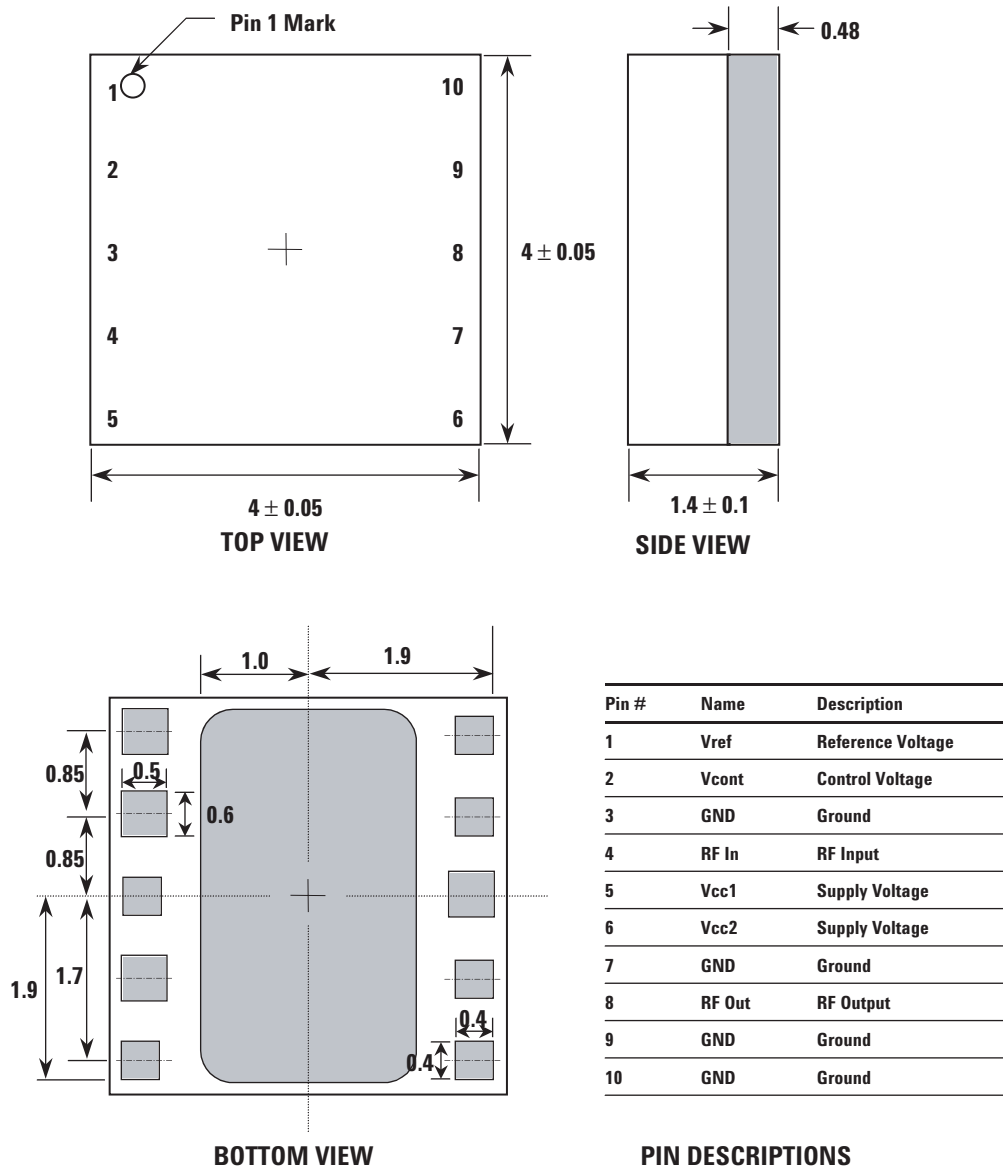 Pin 1 Mark
0.48
1 10
2 9
3 8
4 ± 0.05
4 7
5 6
4 ± 0.05
1.4 ± 0.1
TOP VIEW
SIDE VIEW
1.0 1.9
0.85 0.5
0.6
0.85
1.9 1.7
0.4
0.4
BOTTOM VIEW
Pin # Name Description
1 Vref Reference Voltage
2 Vcont Control Voltage
3 GND Ground
4 RF In RF Input
5 Vcc1 Supply Voltage
6 Vcc2 Supply Voltage
7 GND Ground
8 RF Out RF Output
9 GND Ground
10 GND Ground
PIN DESCRIPTIONS